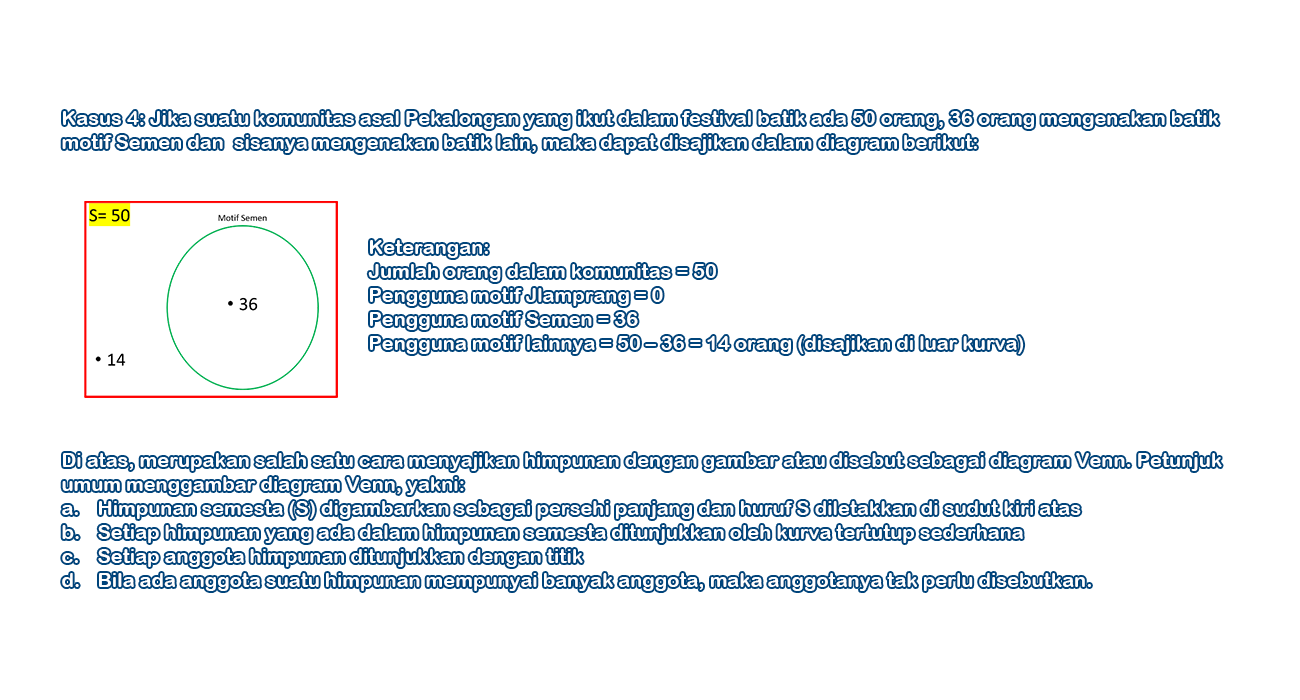 Kasus 4: Jika suatu komunitas asal Pekalongan yang ikut dalam festival batik ada 50 orang, 36 orang mengenakan batik
motif Semen dan sisanya mengenakan batik lain, maka dapat disajikan dalam diagram berikut:
S= 50
Motif Semen
• 36
• 14
Keterangan:
Jumlah orang dalam komunitas = 50
Pengguna motif Jlamprang = 0
Pengguna motif Semen = 36
Pengguna motif lainnya = 50 – 36 = 14 orang (disajikan di luar kurva)
Di atas, merupakan salah satu cara menyajikan himpunan dengan gambar atau disebut sebagai diagram Venn. Petunjuk
umum menggambar diagram Venn, yakni:
a. Himpunan semesta (S) digambarkan sebagai persehi panjang dan huruf S diletakkan di sudut kiri atas
b. Setiap himpunan yang ada dalam himpunan semesta ditunjukkan oleh kurva tertutup sederhana
c. Setiap anggota himpunan ditunjukkan dengan titik
d. Bila ada anggota suatu himpunan mempunyai banyak anggota, maka anggotanya tak perlu disebutkan.